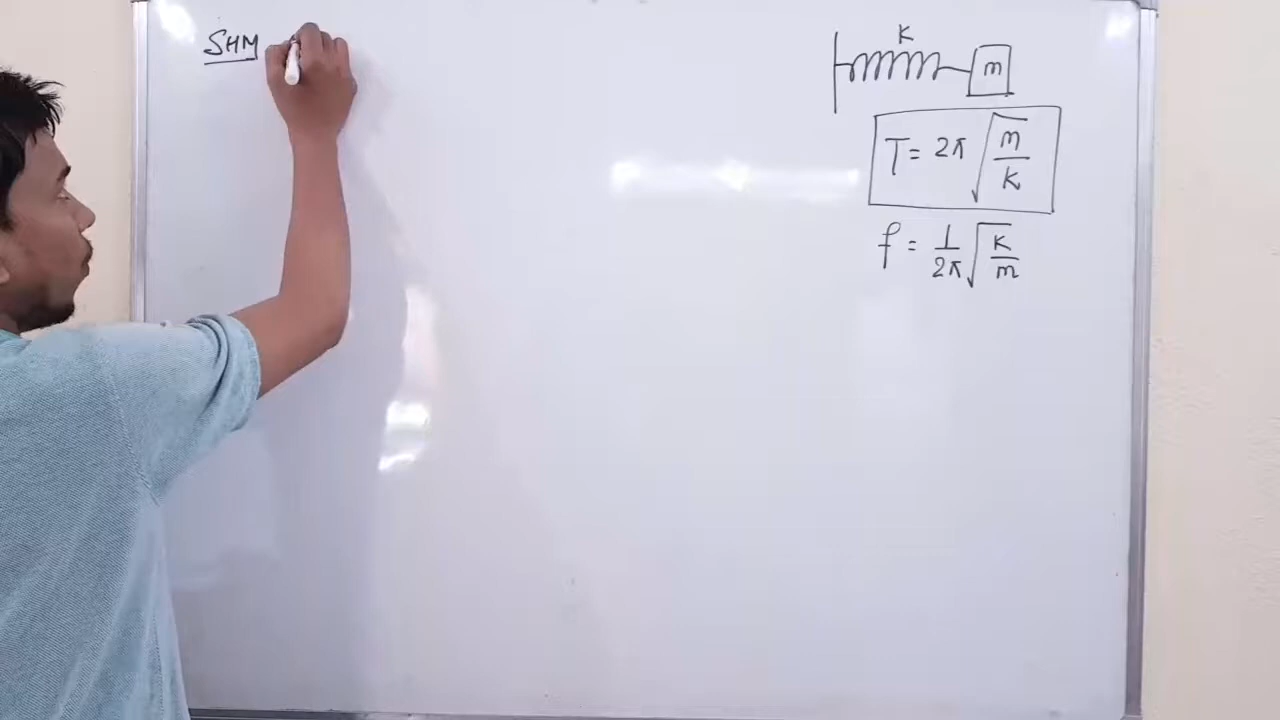 SHM
K
m
T = 2π √(m/K)
f = 1/2π √(K/m)